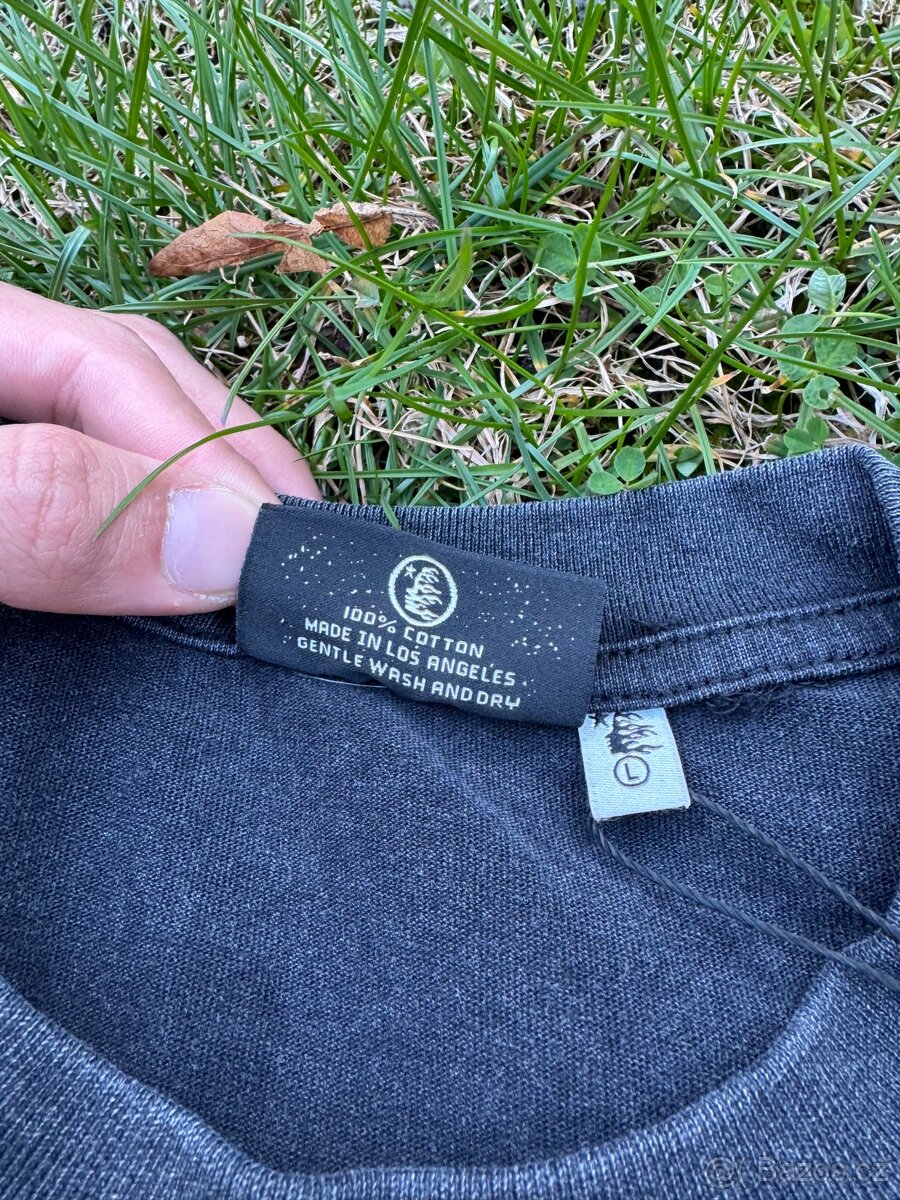 100% COTTON
MADE IN LOS ANGELES
GENTLE WASH AND DRY
L
Bazos.cz